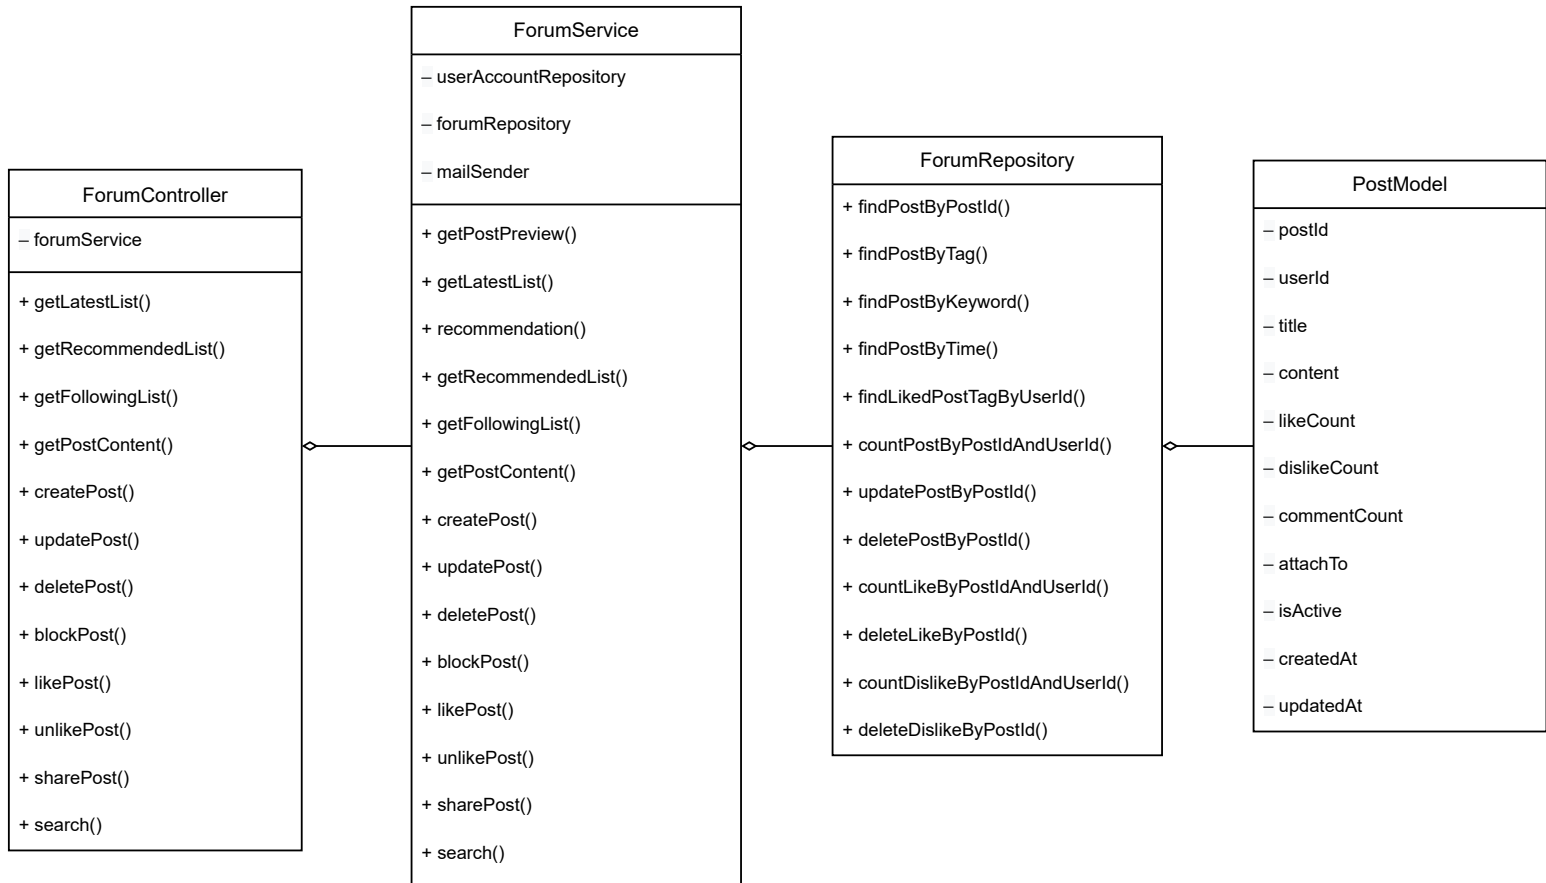 ForumController
– forumService
+ getLatestList()
+ getRecommendedList()
+ getFollowingList()
+ getPostContent()
+ createPost()
+ updatePost()
+ deletePost()
+ blockPost()
+ likePost()
+ unlikePost()
+ sharePost()
+ search()
ForumService
– userAccountRepository
– forumRepository
– mailSender
+ getPostPreview()
+ getLatestList()
+ recommendation()
+ getRecommendedList()
+ getFollowingList()
+ getPostContent()
+ createPost()
+ updatePost()
+ deletePost()
+ blockPost()
+ likePost()
+ unlikePost()
+ sharePost()
+ search()
ForumRepository
+ findPostByPostId()
+ findPostByTag()
+ findPostByKeyword()
+ findPostByTime()
+ findLikedPostTagByUserId()
+ countPostByPostIdAndUserId()
+ updatePostByPostId()
+ deletePostByPostId()
+ countLikeByPostIdAndUserId()
+ deleteLikeByPostId()
+ countDislikeByPostIdAndUserId()
+ deleteDislikeByPostId()
PostModel
– postId
– userId
– title
– content
– likeCount
– dislikeCount
– commentCount
– attachTo
– isActive
– createdAt
– updatedAt